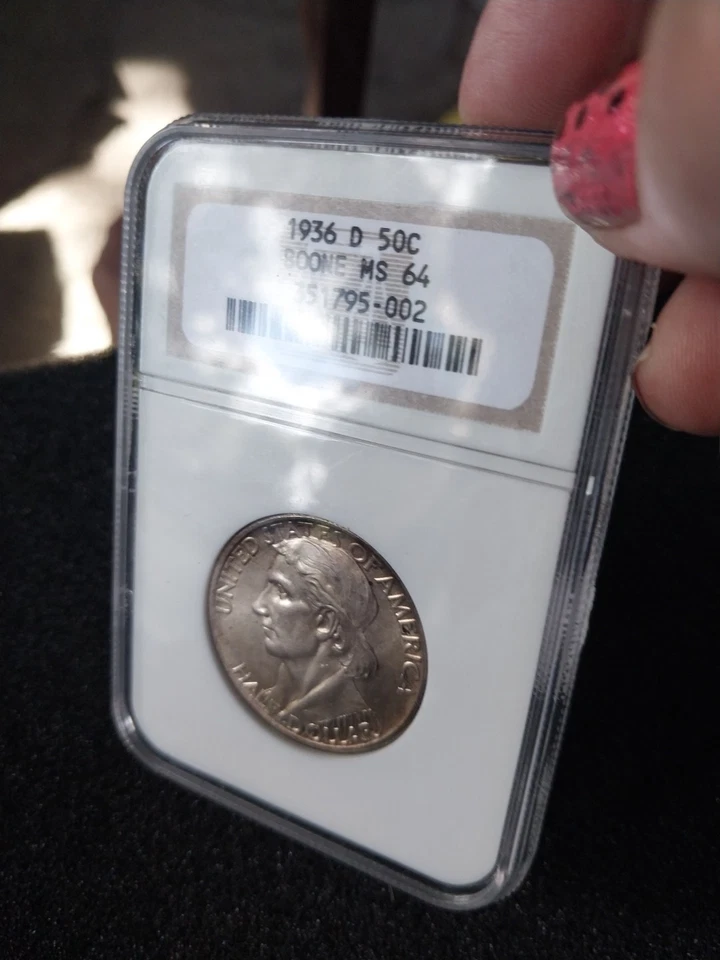 1936 D 50C
BOONE MS 64
351795-002
UNITED STATES OF AMERICA
HALF DOLLAR